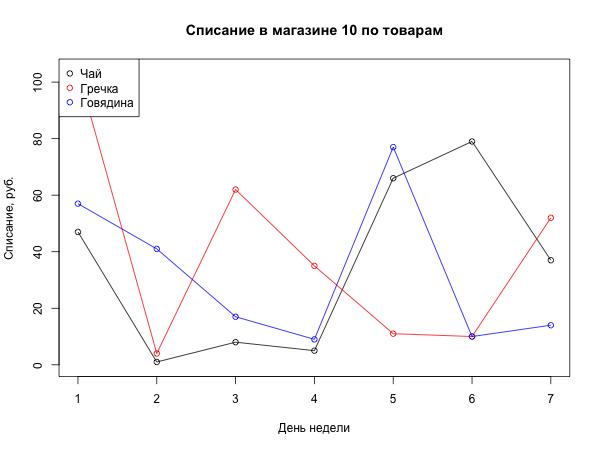 Списание в магазине 10 по товарам
Чай
Гречка
Говядина
Списание, руб.
100
80
60
40
20
0
1 2 3 4 5 6 7
День недели